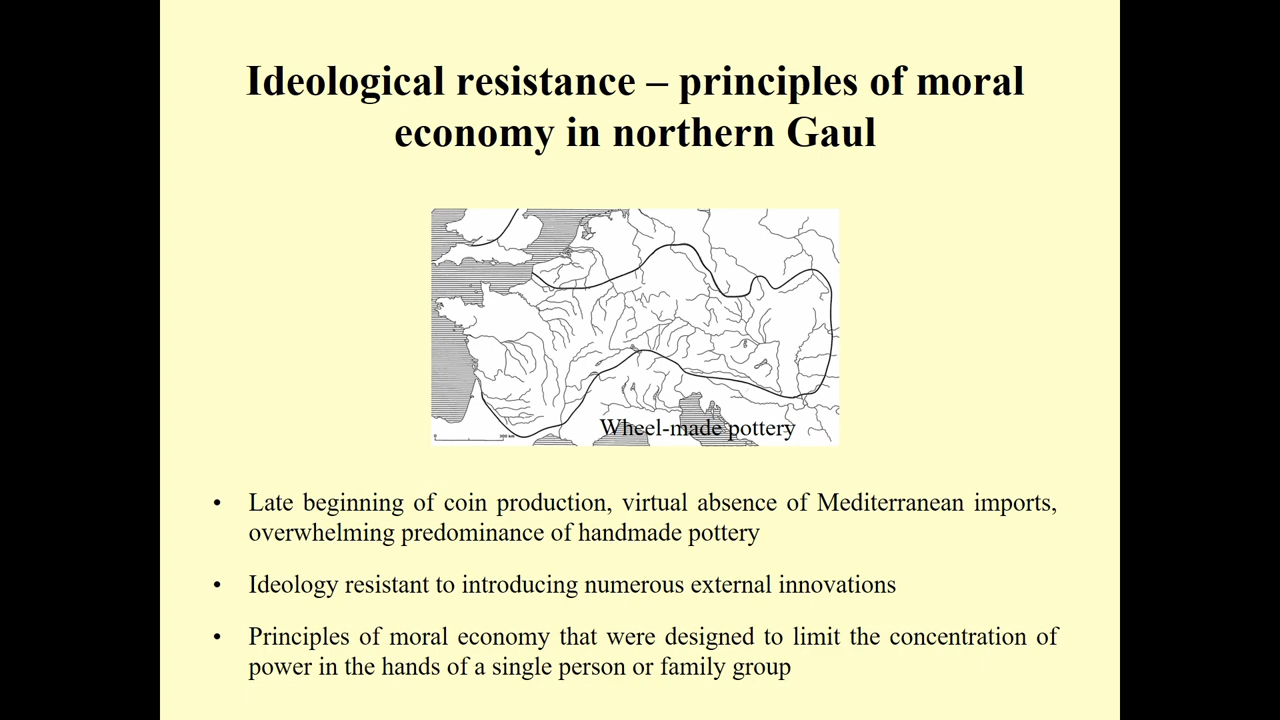 Ideological resistance – principles of moral
economy in northern Gaul
Wheel-made pottery
• Late beginning of coin production, virtual absence of Mediterranean imports,
overwhelming predominance of handmade pottery
• Ideology resistant to introducing numerous external innovations
• Principles of moral economy that were designed to limit the concentration of
power in the hands of a single person or family group